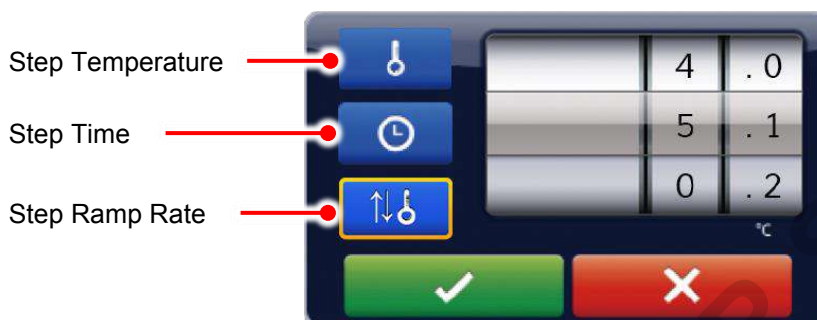 Step Temperature
4 .0
Step Time
5 .1
Step Ramp Rate
0 .2
°C